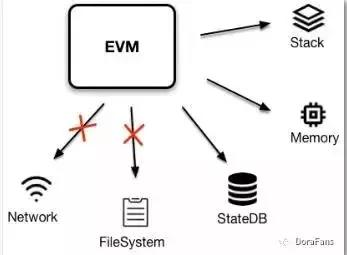 EVM
Stack
Memory
StateDB
FileSystem
Network
DoraFans